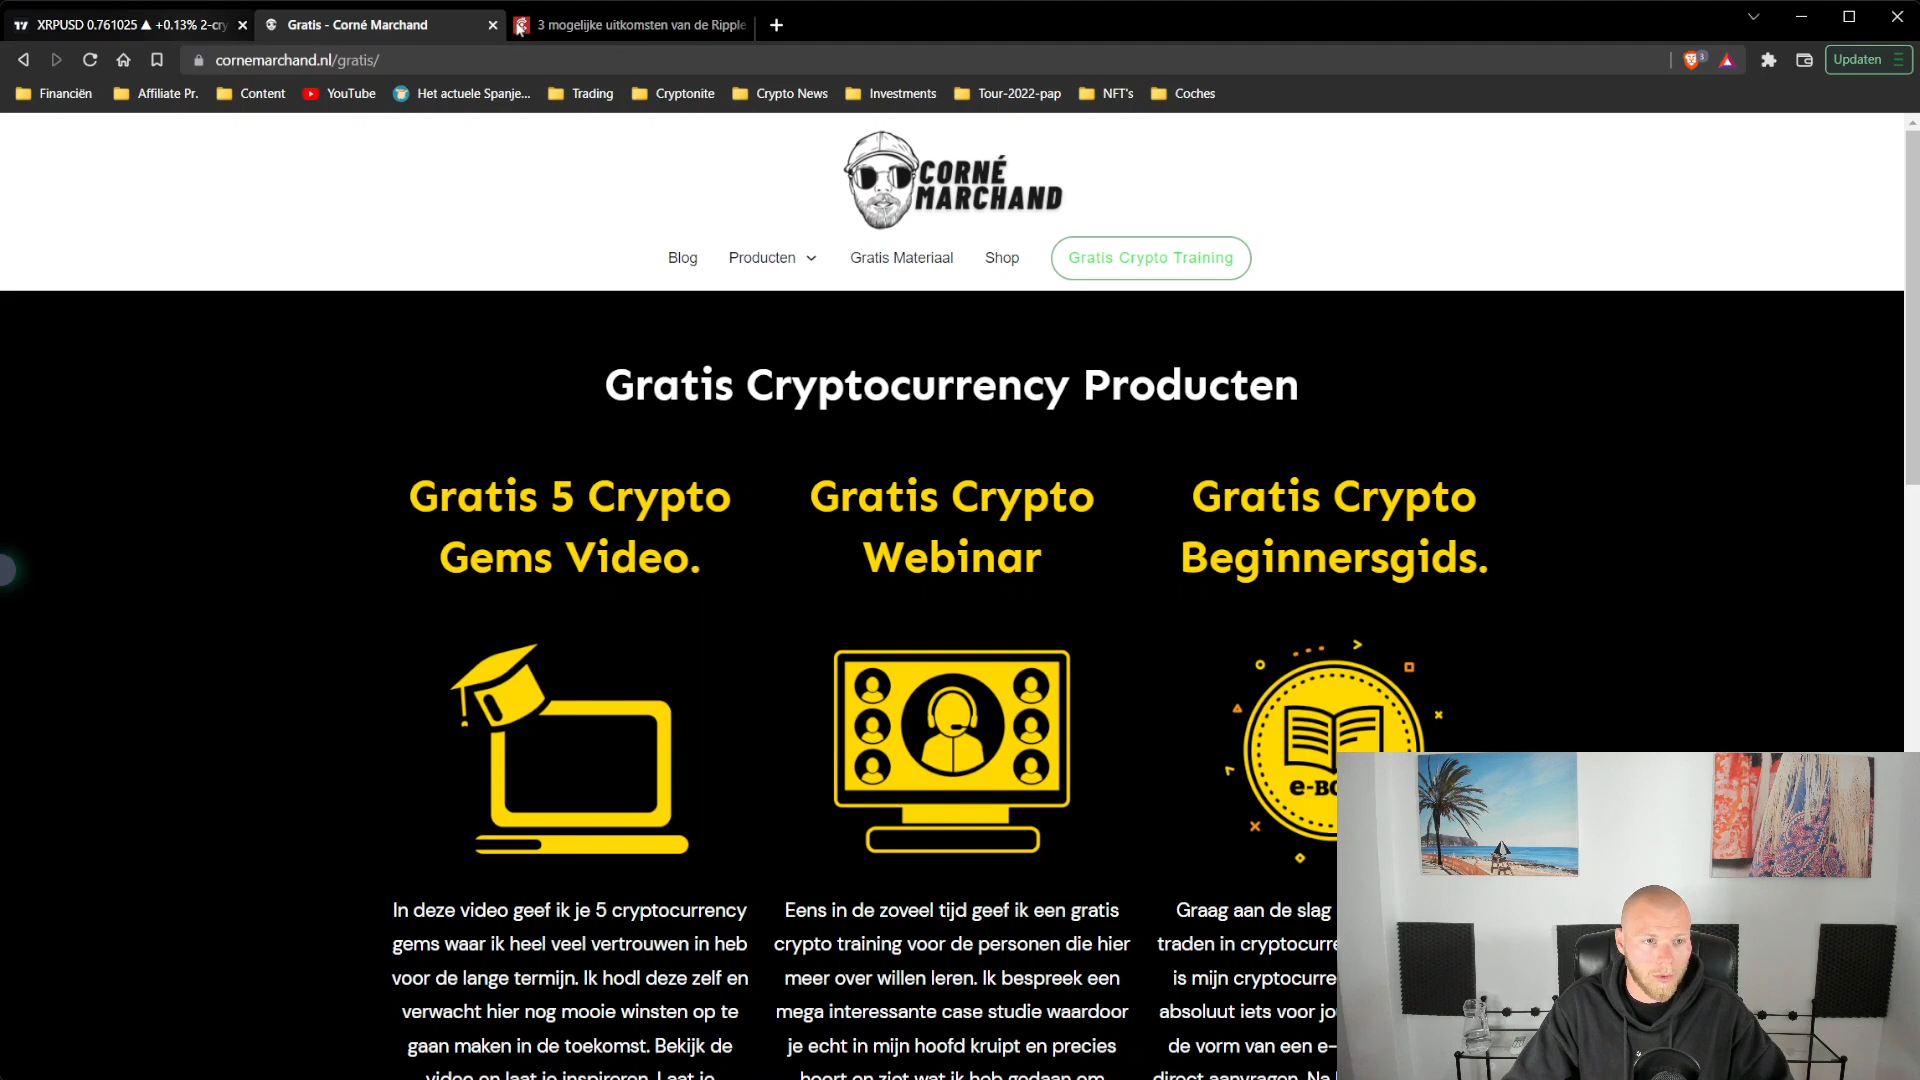 XRPUSD 0.761025 ▲ +0.13% 2-cry
Gratis - Corné Marchand
3 mogelijke uitkomsten van de Ripple
cornemarchand.nl/gratis/
3
Updaten
Financiën
Affiliate Pr.
Content
YouTube
Het actuele Spanje...
Trading
Cryptonite
Crypto News
Investments
Tour-2022-pap
NFT's
Coches
CORNÉ
MARCHAND
Blog
Producten
Gratis Materiaal
Shop
Gratis Crypto Training
Gratis Cryptocurrency Producten
Gratis 5 Crypto
Gems Video.
Gratis Crypto
Webinar
Gratis Crypto
Beginnersgids.
e-BO
In deze video geef ik je 5 cryptocurrency
gems waar ik heel veel vertrouwen in heb
voor de lange termijn. Ik hodl deze zelf en
verwacht hier nog mooie winsten op te
gaan maken in de toekomst. Bekijk de
video en laat je inspireren. Laat je
Eens in de zoveel tijd geef ik een gratis
crypto training voor de personen die hier
meer over willen leren. Ik bespreek een
mega interessante case studie waardoor
je echt in mijn hoofd kruipt en precies
hoort en ziet wat ik heb gedaan om
Graag aan de slag
traden in cryptocurre
is mijn cryptocurre
absoluut iets voor jou
de vorm van een e-
direct aanvragen. Na